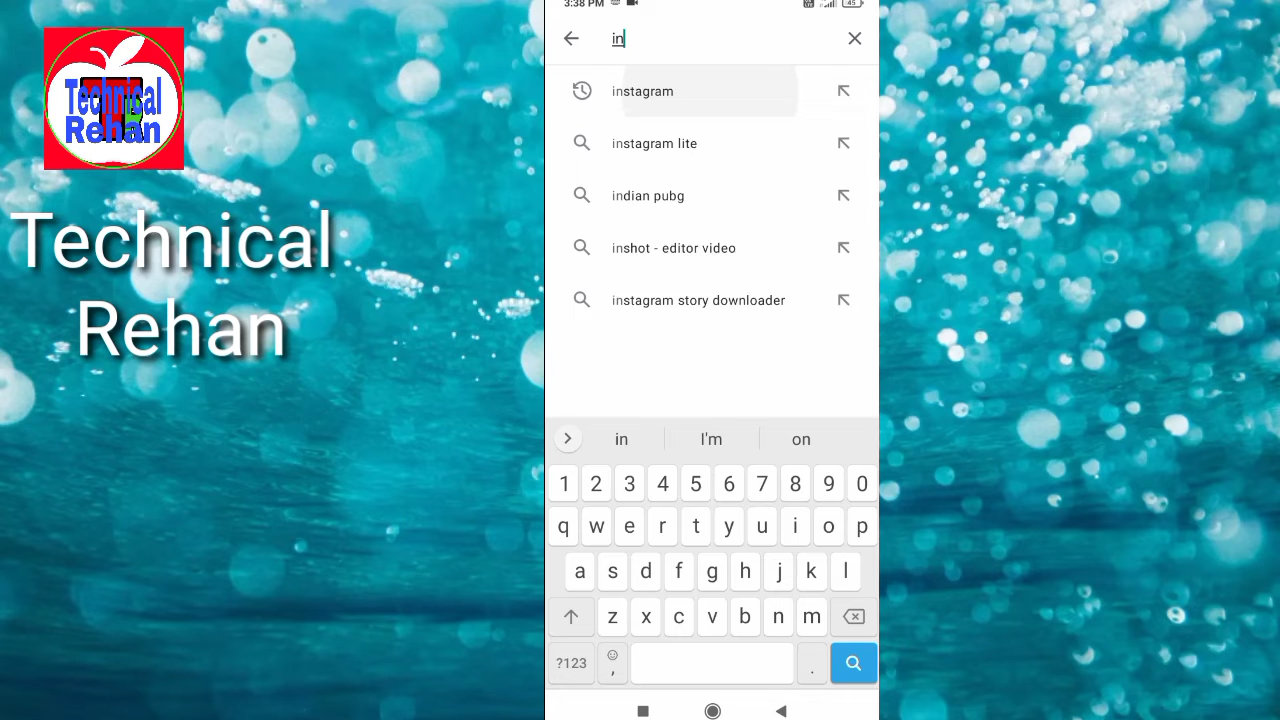 Technical
Rehan
Technical
Rehan
3:38 PM
45
in
instagram
instagram lite
indian pubg
inshot - editor video
instagram story downloader
in I'm on
1 2 3 4 5 6 7 8 9 0
q w e r t y u i o p
a s d f g h j k l
z x c v b n m
?123 , .